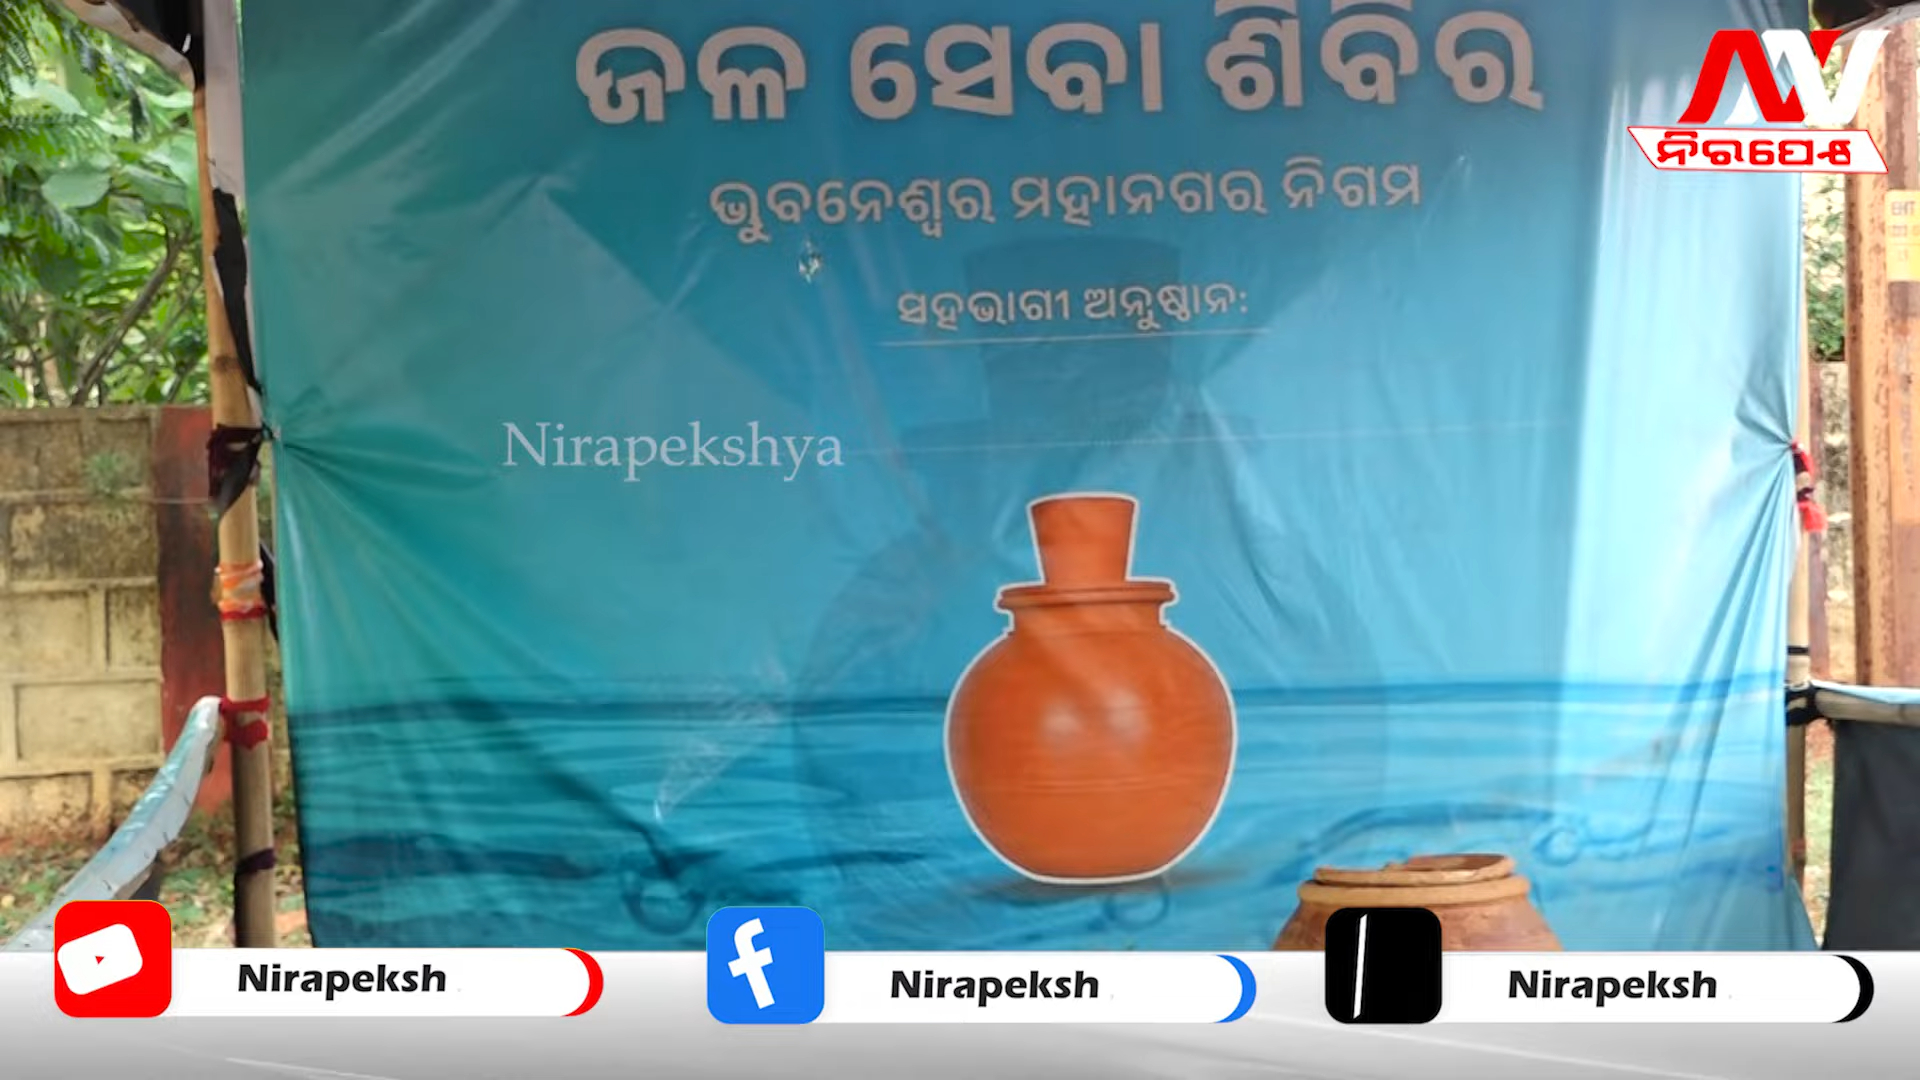 ଜଳ ସେବା ଶିବିର
ନିରପେକ୍ଷ
ଭୁବନେଶ୍ୱର ମହାନଗର ନିଗମ
ସହଭାଗୀ ଅନୁଷ୍ଠାନ:
Nirapekshya
Nirapeksh
Nirapeksh
Nirapeksh